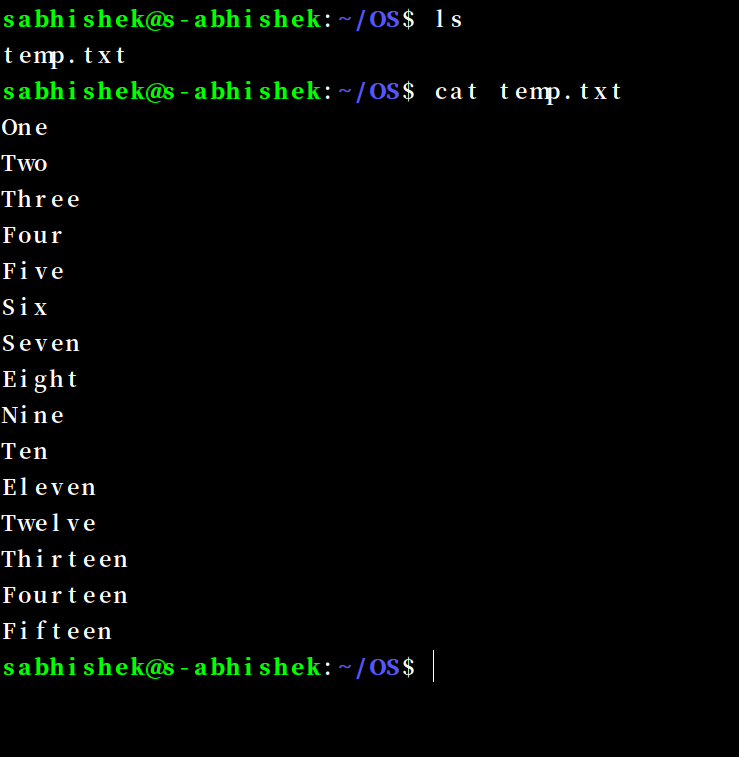 sabhishek@s-abhishek:~/OS$ ls
temp.txt
sabhishek@s-abhishek:~/OS$ cat temp.txt
One
Two
Three
Four
Five
Six
Seven
Eight
Nine
Ten
Eleven
Twelve
Thirteen
Fourteen
Fifteen
sabhishek@s-abhishek:~/OS$